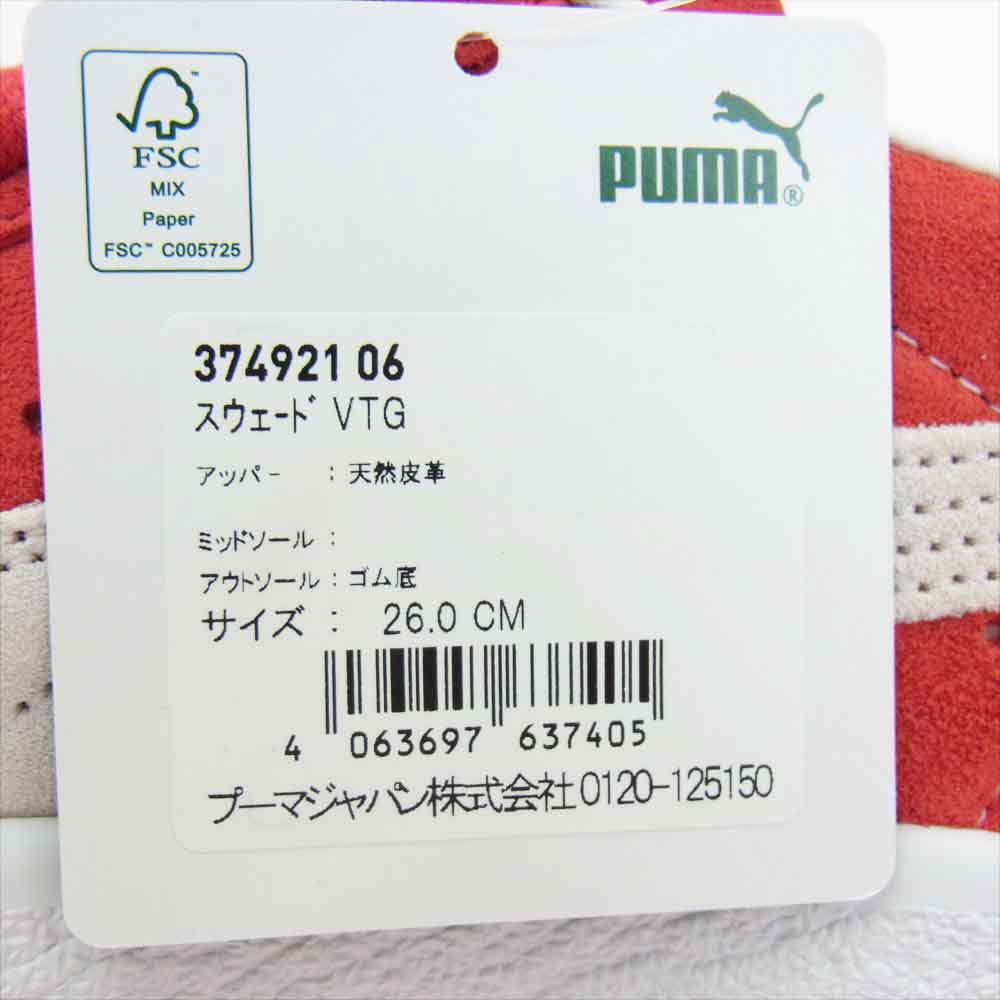 FSC™
MIX
Paper
FSC™ C005725
PUMA®
374921 06
スウェード VTG
アッパー : 天然皮革
ミッドソール :
アウトソール : ゴム底
サイズ : 26.0 CM
4 063697 637405
プーマジャパン株式会社0120-125150